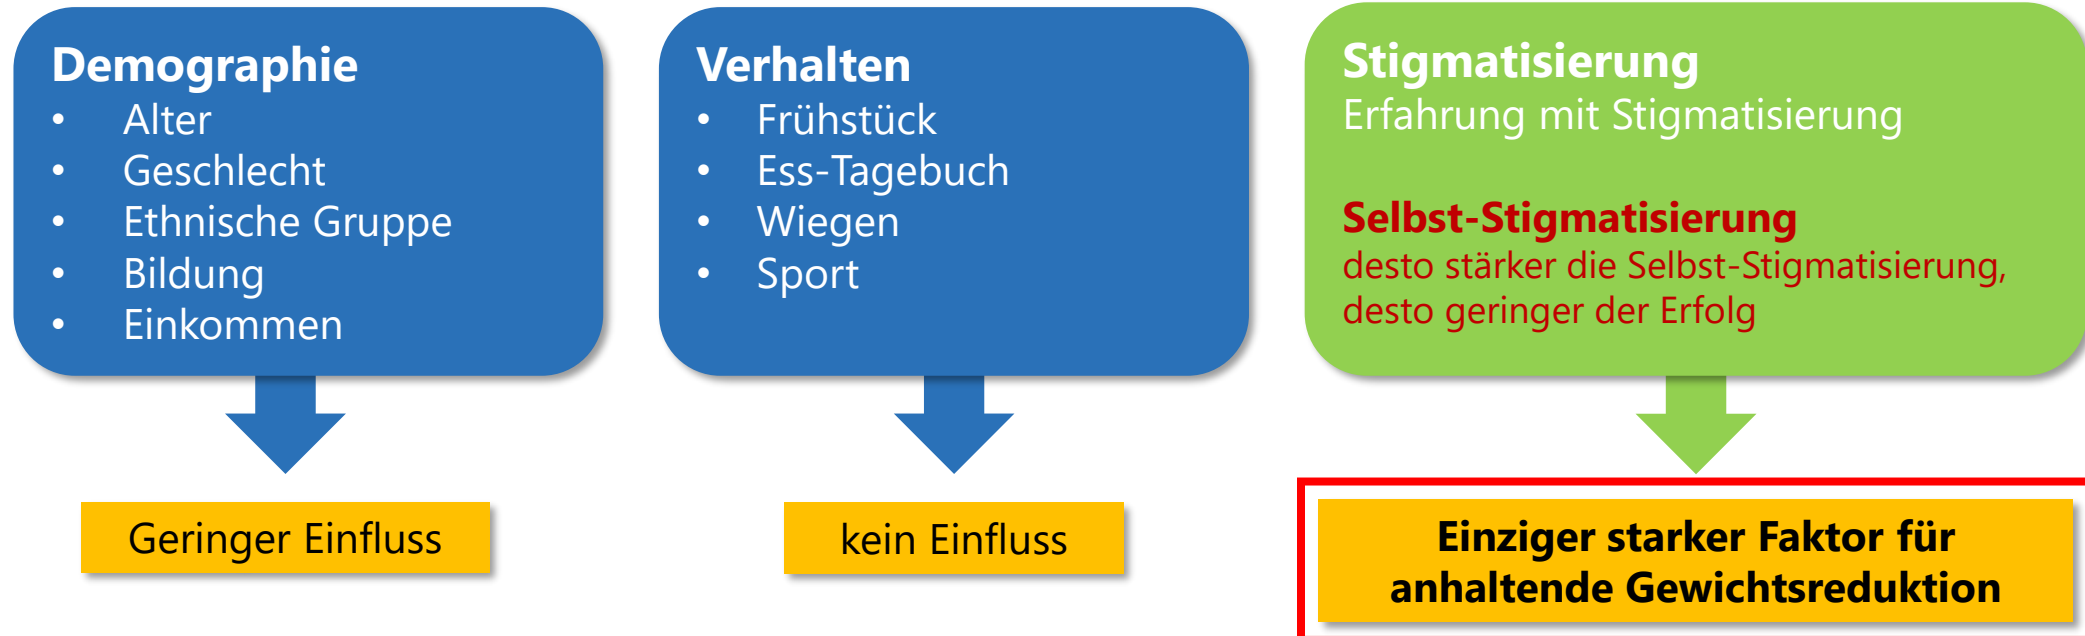 Demographie
• Alter
• Geschlecht
• Ethnische Gruppe
• Bildung
• Einkommen
Geringer Einfluss
Verhalten
• Frühstück
• Ess-Tagebuch
• Wiegen
• Sport
kein Einfluss
Stigmatisierung
Erfahrung mit Stigmatisierung
Selbst-Stigmatisierung
desto stärker die Selbst-Stigmatisierung,
desto geringer der Erfolg
Einziger starker Faktor für
anhaltende Gewichtsreduktion